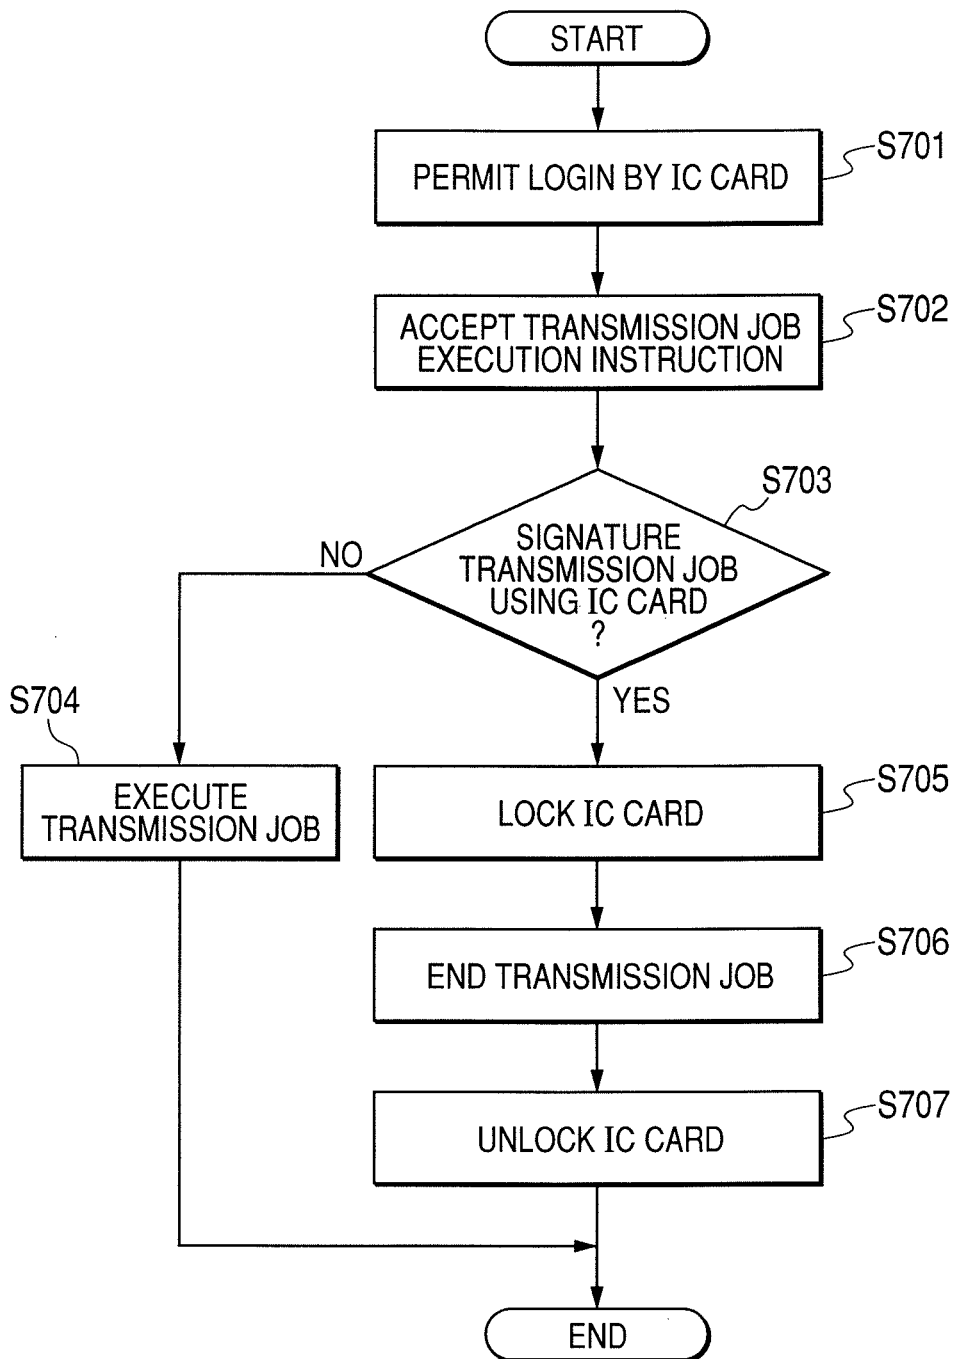 START
PERMIT LOGIN BY IC CARD
S701
ACCEPT TRANSMISSION JOB
EXECUTION INSTRUCTION
S702
SIGNATURE
TRANSMISSION JOB
USING IC CARD
?
S703
NO
YES
S704
EXECUTE
TRANSMISSION JOB
LOCK IC CARD
S705
END TRANSMISSION JOB
S706
UNLOCK IC CARD
S707
END